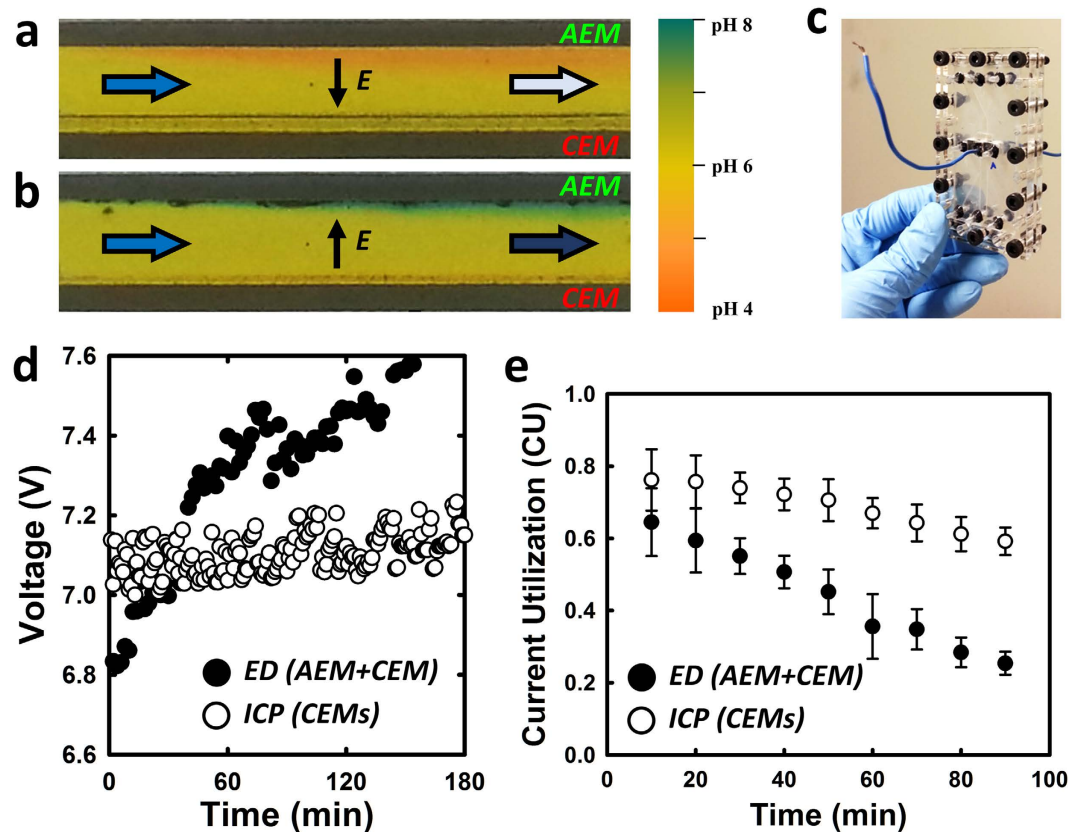 a
AEM
E
CEM
b
AEM
E
CEM
pH 8
pH 6
pH 4
c
A
d
7.6
7.4
7.2
7.0
6.8
6.6
Voltage (V)
ED (AEM+CEM)
ICP (CEMs)
0
60
120
180
Time (min)
e
1.0
0.8
0.6
0.4
0.2
0.0
Current Utilization (CU)
ED (AEM+CEM)
ICP (CEMs)
0
20
40
60
80
100
Time (min)